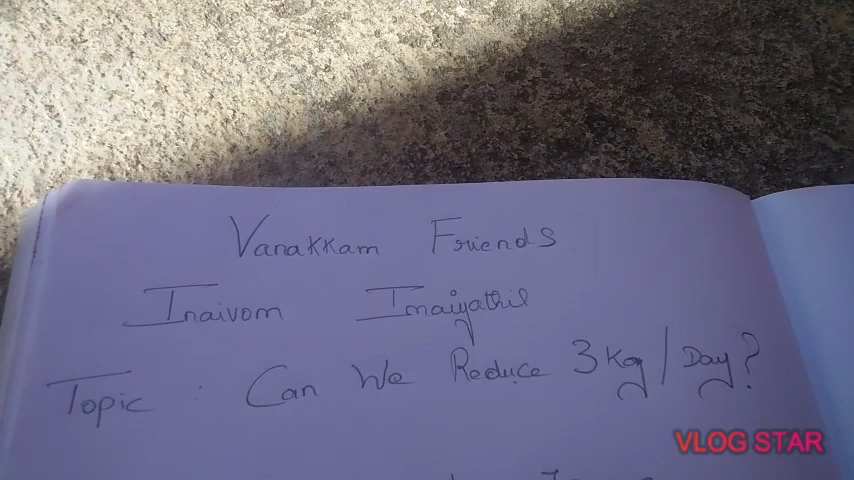 Vanakkam Friends
Inaivom Imaiyathil
Topic : Can We Reduce 3 Kg / Day?
VLOG STAR